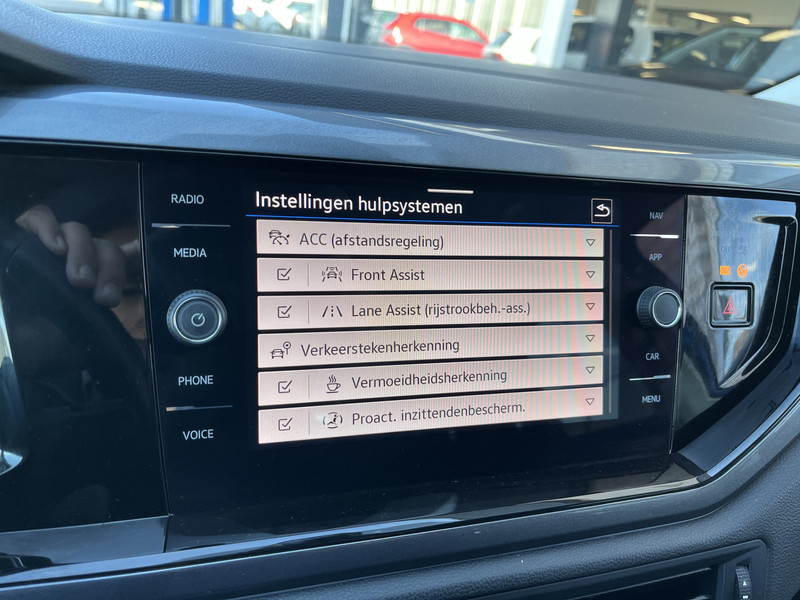 RADIO
MEDIA
PHONE
VOICE
Instellingen hulpsystemen
ACC (afstandsregeling)
Front Assist
Lane Assist (rijstrookbeh.-ass.)
Verkeerstekenherkenning
Vermoeidheidsherkenning
Proact. inzittendenbescherm.
NAV
APP
CAR
MENU